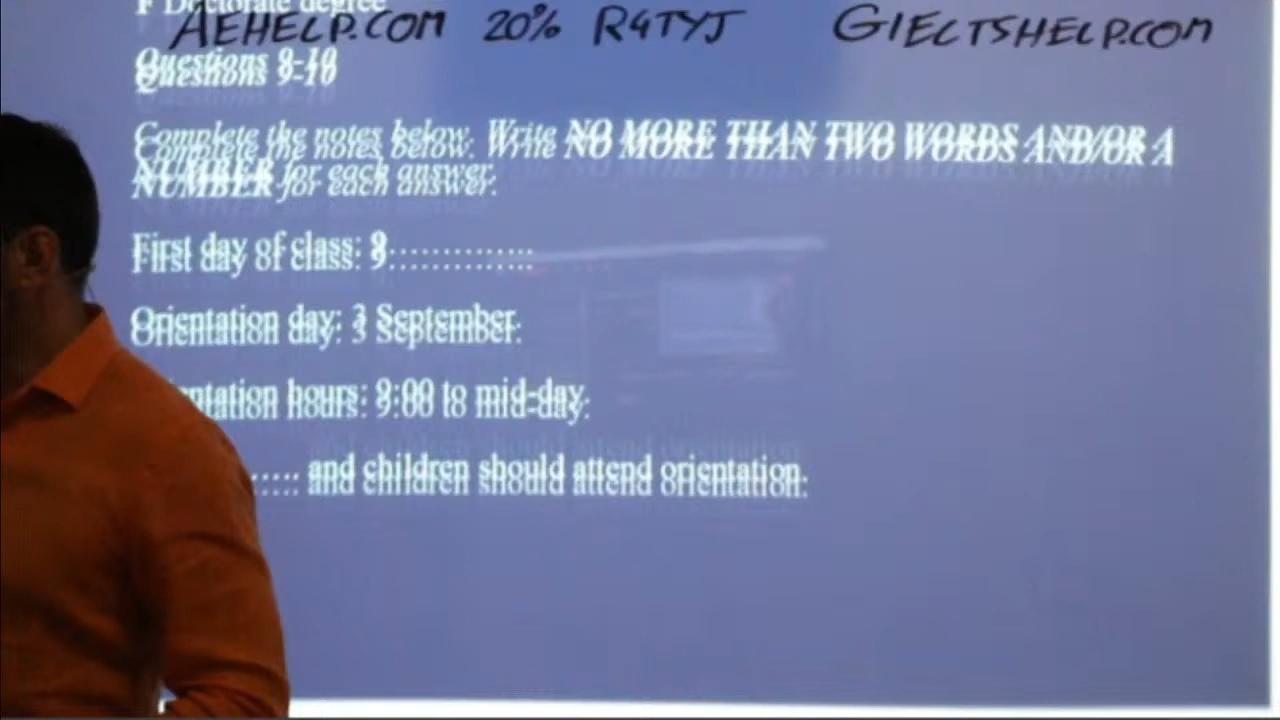 F Doctorate degree
AEHELP.COM 20% R4TYJ GIELTSHELP.COM
Questions 9-10
Complete the notes below. Write NO MORE THAN TWO WORDS AND/OR A
NUMBER for each answer.
First day of class: 9..............
Orientation day: 3 September.
entation hours: 9:00 to mid-day.
..... and children should attend orientation.